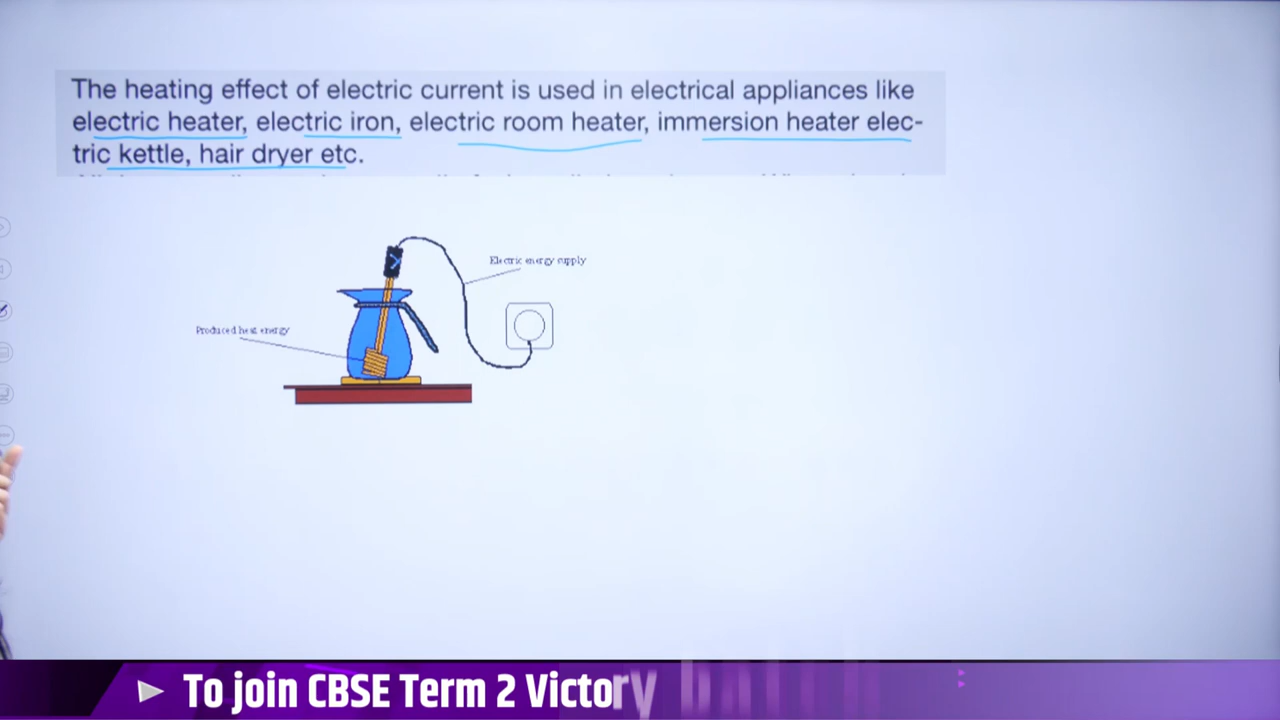 The heating effect of electric current is used in electrical appliances like
electric heater, electric iron, electric room heater, immersion heater elec-
tric kettle, hair dryer etc.
Electric energy supply
Produced heat energy
To join CBSE Term 2 Victory